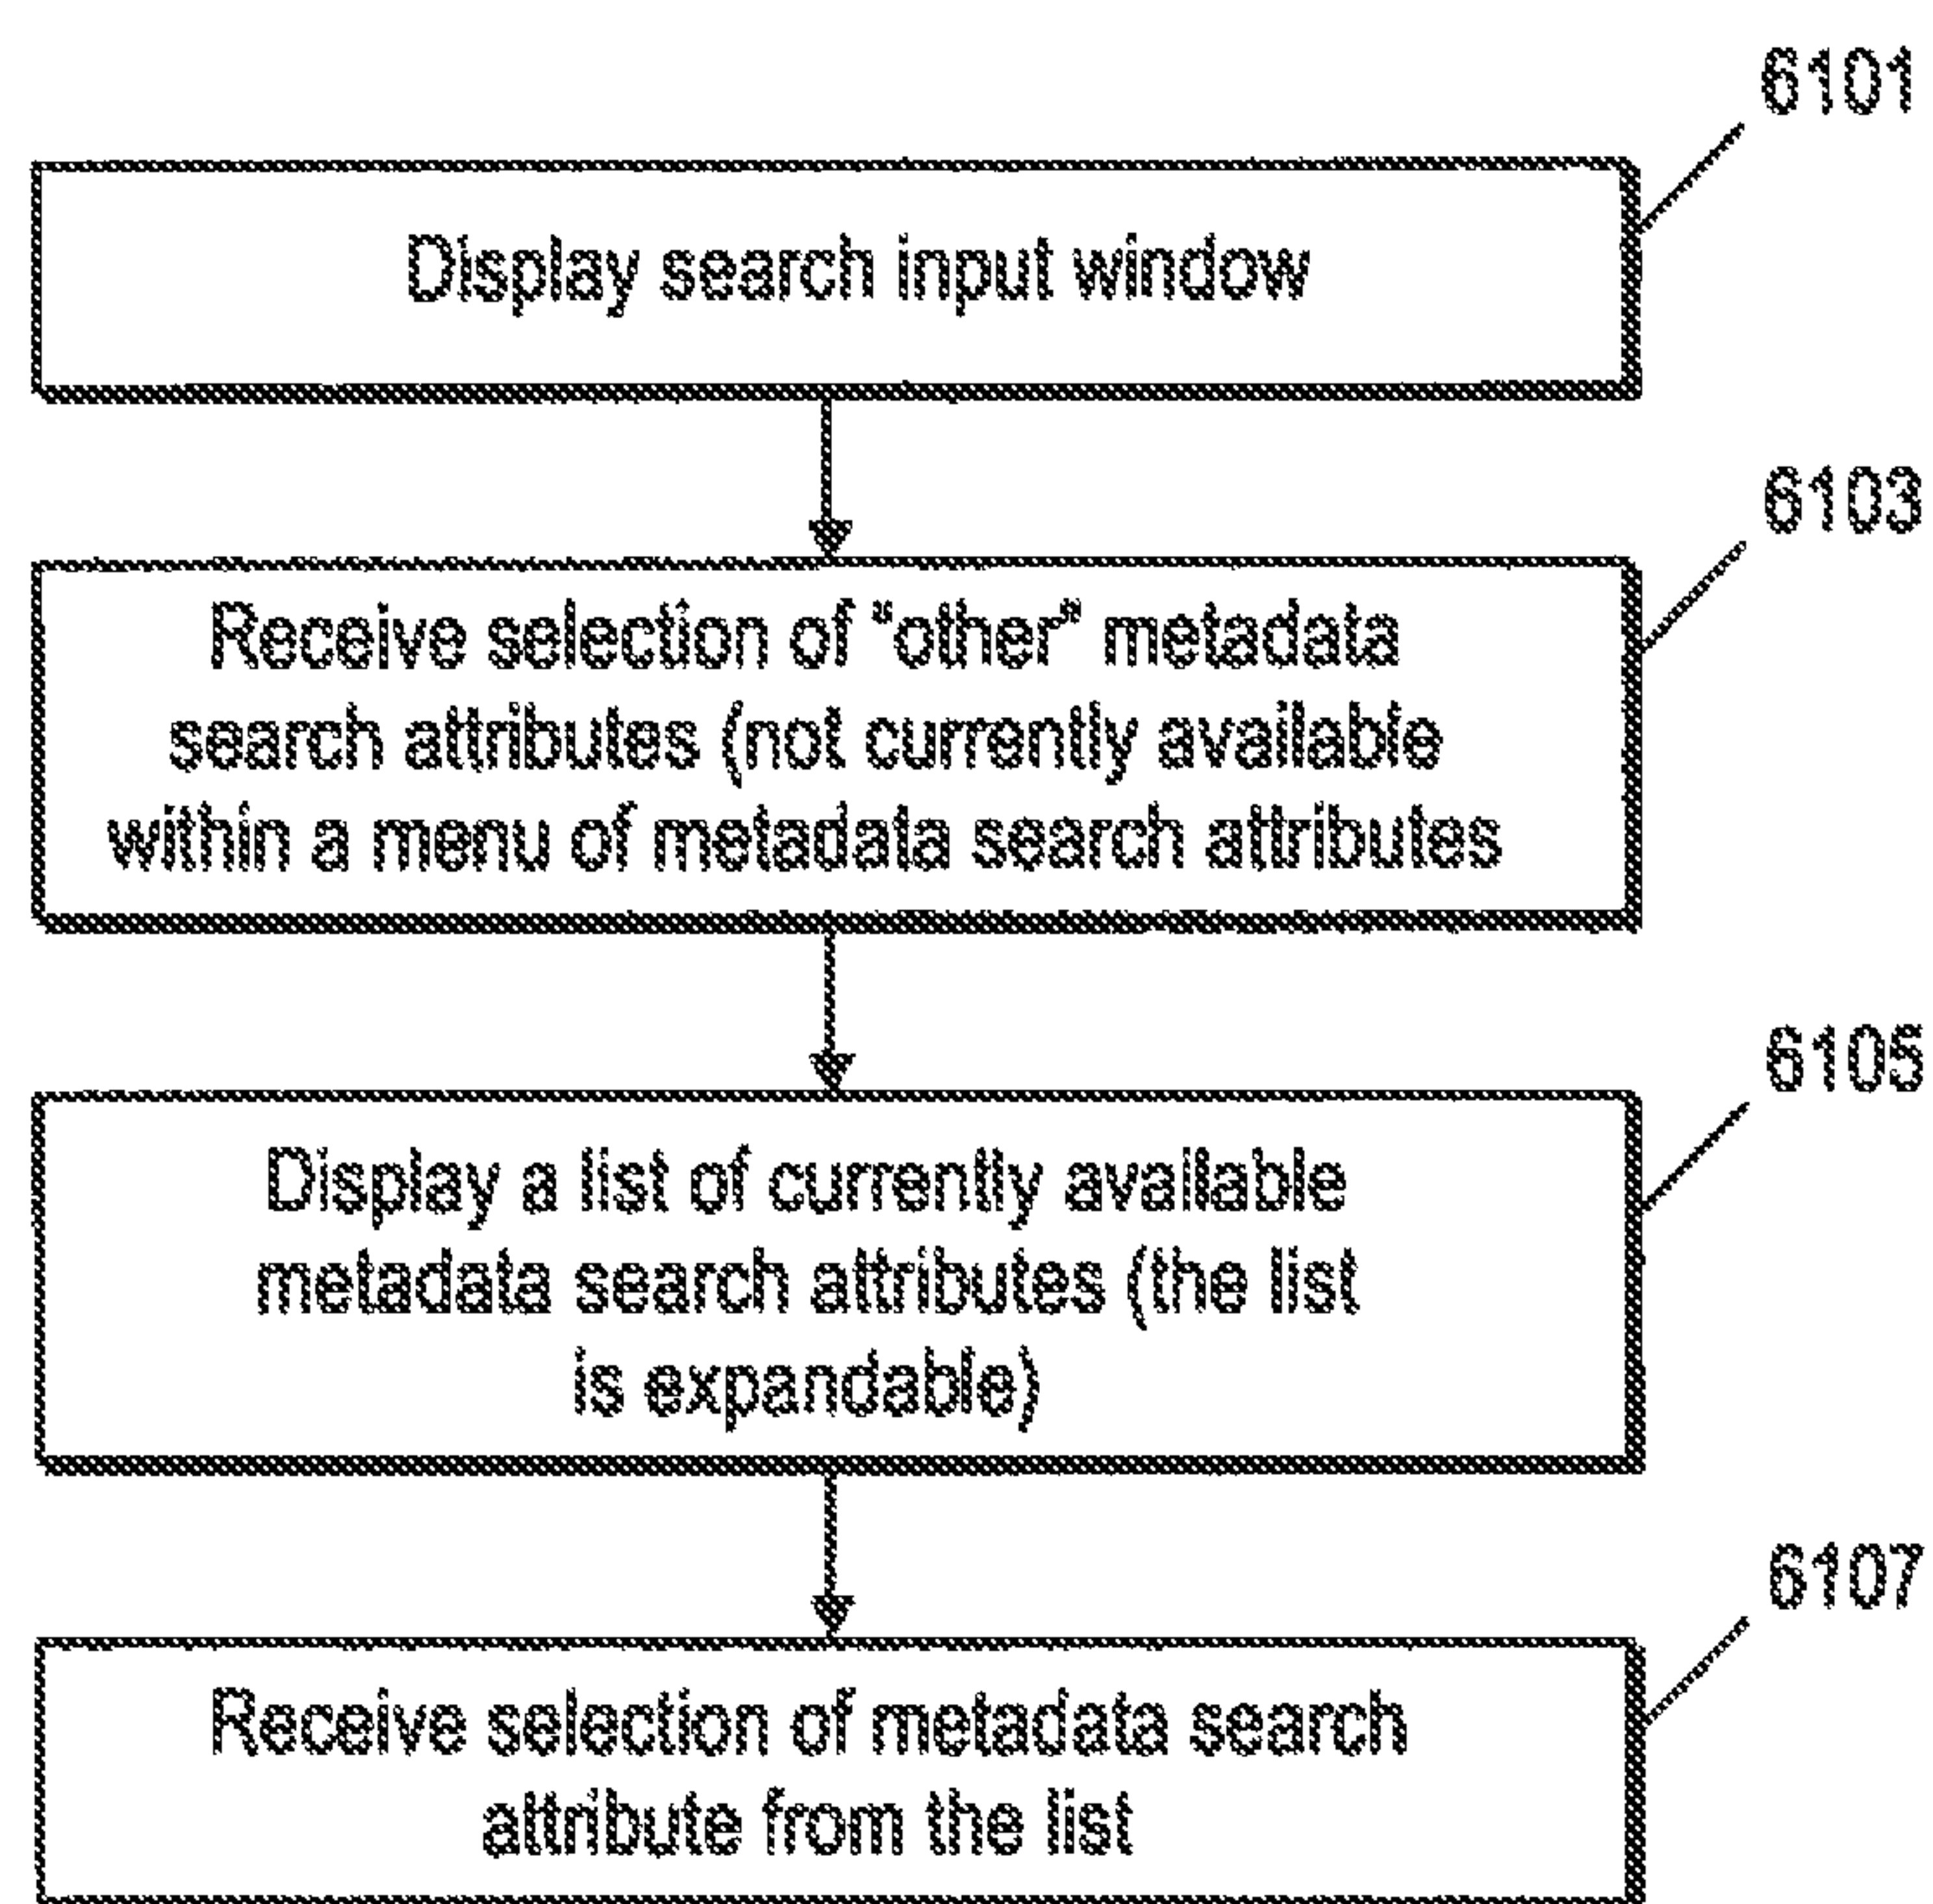 6101
Display search input window
6103
Receive selection of "other" metadata
search attributes (not currently available
within a menu of metadata search attributes
6105
Display a list of currently available
metadata search attributes (the list
is expandable)
6107
Receive selection of metadata search
attribute from the list